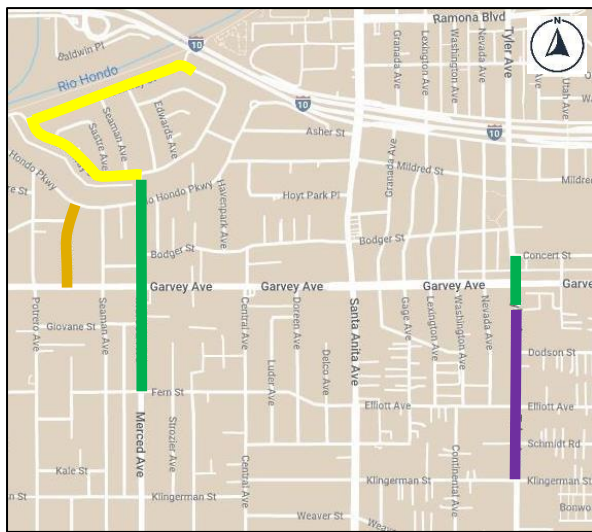 Ramona Blvd
Baldwin Pl
10
Rio Hondo
Granada Ave
Lexington Ave
Washington Ave
Nevada Ave
Tyler Ave
Utah Ave
10
10
Seaman Ave
Edwards Ave
Sastre Ave
Asher St
Granada Ave
Mildred St
Hondo Pkwy
Hondo Pkwy
Havenpark Ave
Hoyt Park Pl
Bodger St
Bodger St
Concert St
Garvey Ave
Garvey Ave
Garvey Ave
Potrero Ave
Giovane St
Seaman Ave
Central Ave
Doreen Ave
Delco Ave
Luder Ave
Santa Anita Ave
Gage Ave
Lexington Ave
Washington Ave
Nevada Ave
Dodson St
Fern St
Elliott Ave
Elliott Ave
Merced Ave
Strozier Ave
Central Ave
Continental Ave
Schmidt Rd
Kale St
Klingerman St
Klingerman St
Klingerman St
Weaver St